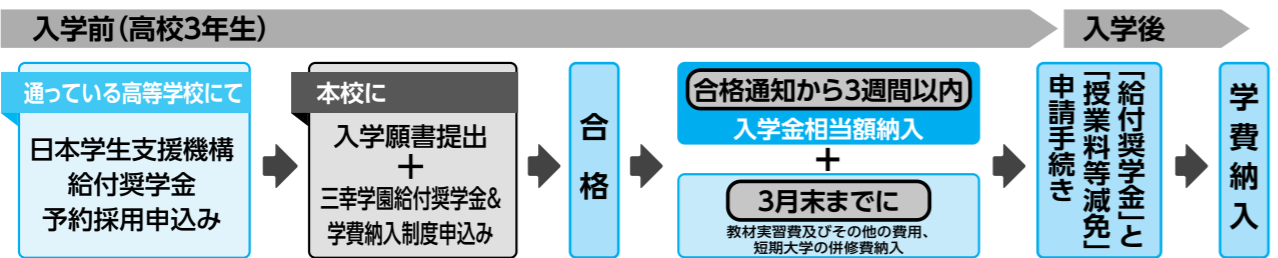 入学前(高校3年生)
入学後
通っている高等学校にて
日本学生支援機構
給付奨学金
予約採用申込み
本校に
入学願書提出
＋
三幸学園給付奨学金&
学費納入制度申込み
合格
合格通知から3週間以内
入学金相当額納入
＋
3月末までに
教材実習費及びその他の費用、
短期大学の併修費納入
「給付奨学金」と
「授業料等減免」
申請手続き
学費納入